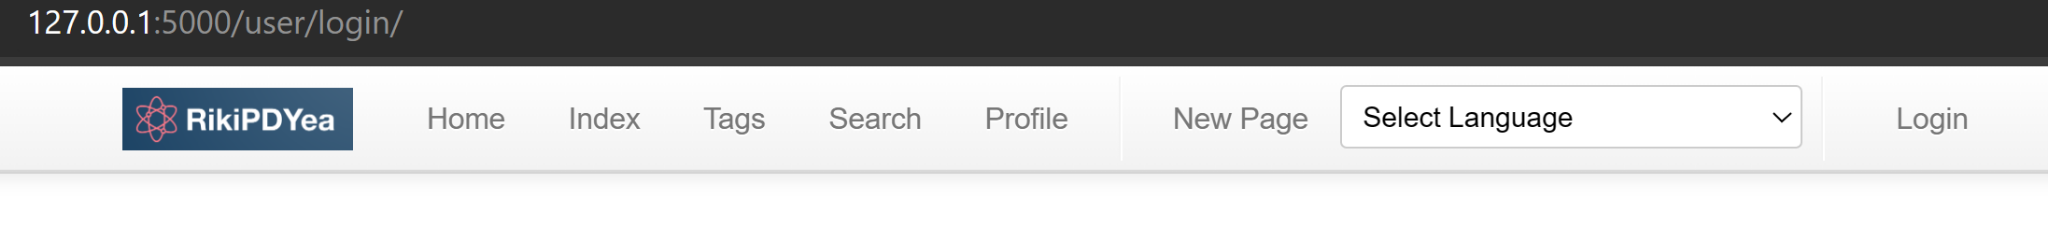 127.0.0.1:5000/user/login/
RikiPDYea Home Index Tags Search Profile New Page Select Language Login